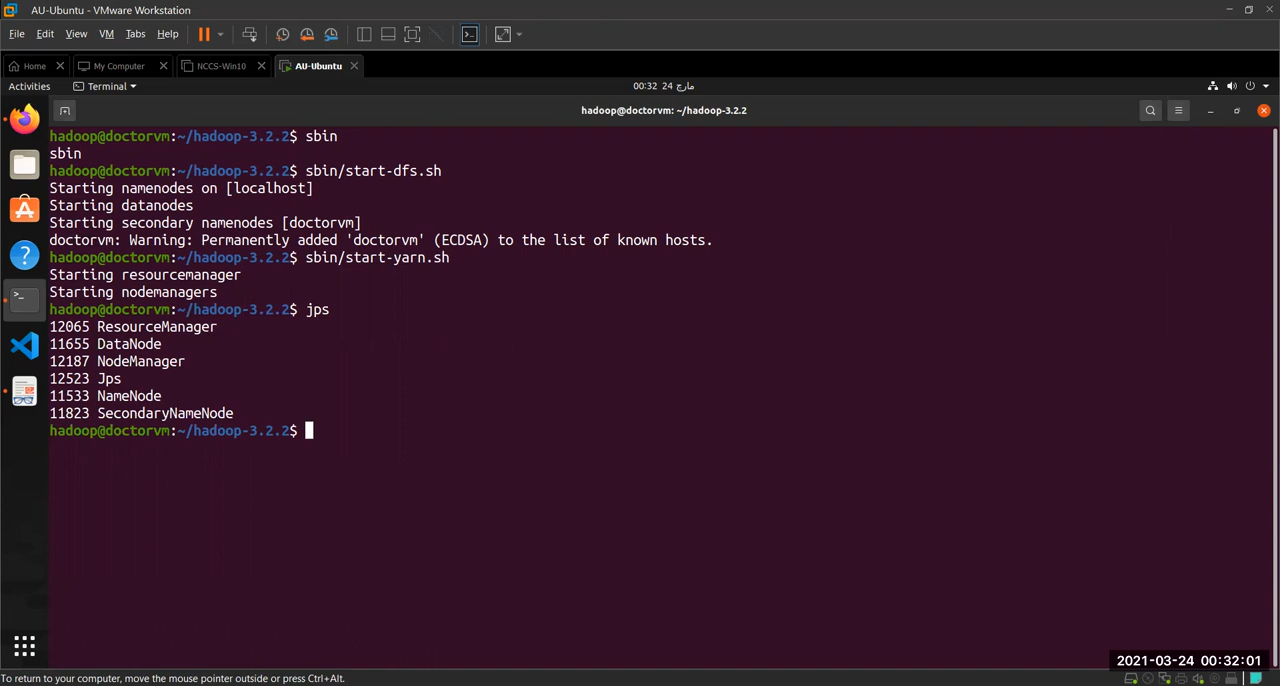 AU-Ubuntu - VMware Workstation
File Edit View VM Tabs Help
Home My Computer NCCS-Win10 AU-Ubuntu
Activities Terminal 00:32 24 مارچ
hadoop@doctorvm: ~/hadoop-3.2.2
hadoop@doctorvm:~/hadoop-3.2.2$ sbin
sbin
hadoop@doctorvm:~/hadoop-3.2.2$ sbin/start-dfs.sh
Starting namenodes on [localhost]
Starting datanodes
Starting secondary namenodes [doctorvm]
doctorvm: Warning: Permanently added 'doctorvm' (ECDSA) to the list of known hosts.
hadoop@doctorvm:~/hadoop-3.2.2$ sbin/start-yarn.sh
Starting resourcemanager
Starting nodemanagers
hadoop@doctorvm:~/hadoop-3.2.2$ jps
12065 ResourceManager
11655 DataNode
12187 NodeManager
12523 Jps
11533 NameNode
11823 SecondaryNameNode
hadoop@doctorvm:~/hadoop-3.2.2$
2021-03-24 00:32:01
To return to your computer, move the mouse pointer outside or press Ctrl+Alt.